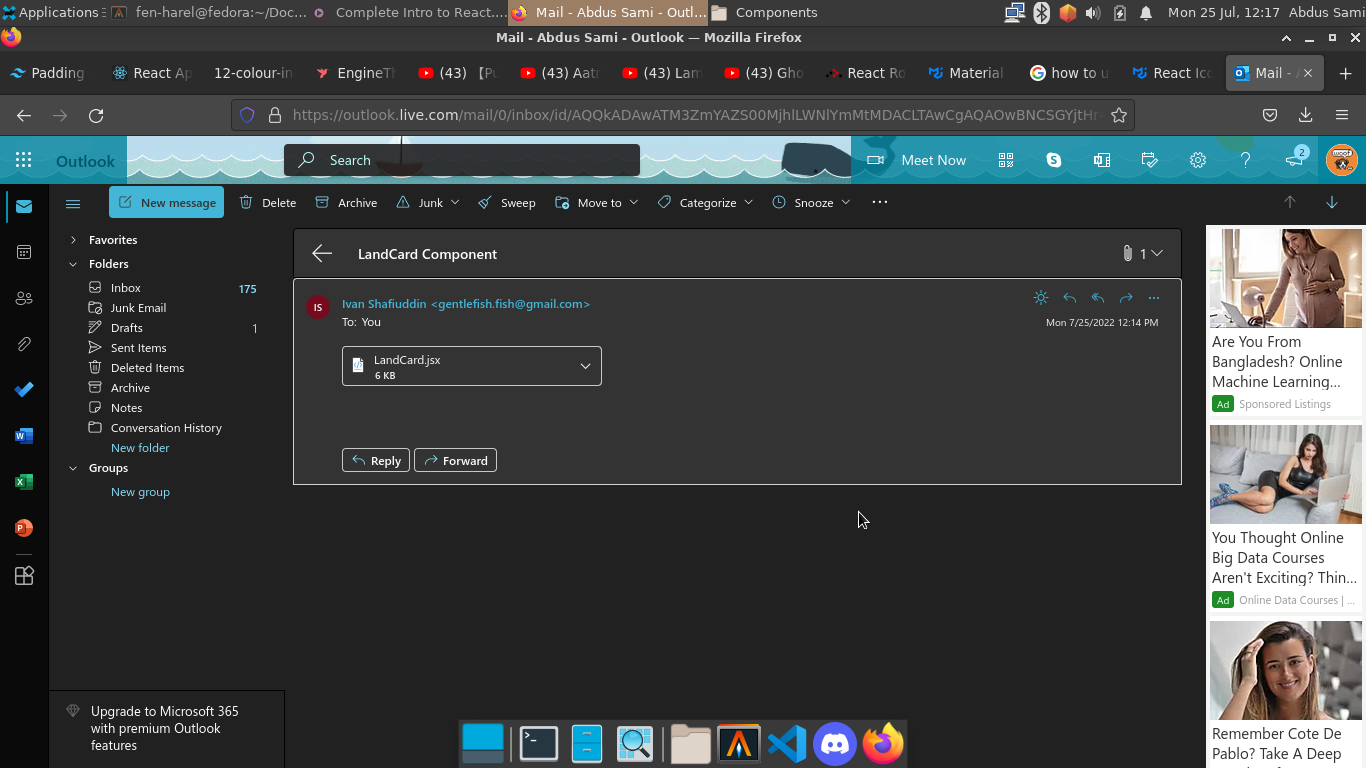 Applications
fen-harel@fedora:~/Doc...
Complete Intro to React....
Mail - Abdus Sami - Outl...
Components
Mon 25 Jul, 12:17
Abdus Sami
Mail - Abdus Sami - Outlook — Mozilla Firefox
Padding
React Ap
12-colour-in
EngineTh
(43)
(43) Aat
(43) Lam
(43) Gho
React Ro
Material
how to u
React Ico
Mail - A
https://outlook.live.com/mail/0/inbox/id/
Outlook
Search
Meet Now
2
New message
Delete
Archive
Junk
Sweep
Move to
Categorize
Snooze
Favorites
Folders
Inbox 175
Junk Email
Drafts 1
Sent Items
Deleted Items
Archive
Notes
Conversation History
New folder
Groups
New group
LandCard Component
1
IS
Ivan Shafiuddin <gentlefish.fish@gmail.com>
To: You
Mon 7/25/2022 12:14 PM
LandCard.jsx
6 KB
Reply
Forward
Are You From
Bangladesh? Online
Machine Learning...
Ad Sponsored Listings
You Thought Online
Big Data Courses
Aren't Exciting? Thin...
Ad Online Data Courses | ...
Remember Cote De
Pablo? Take A Deep
Upgrade to Microsoft 365
with premium Outlook
features